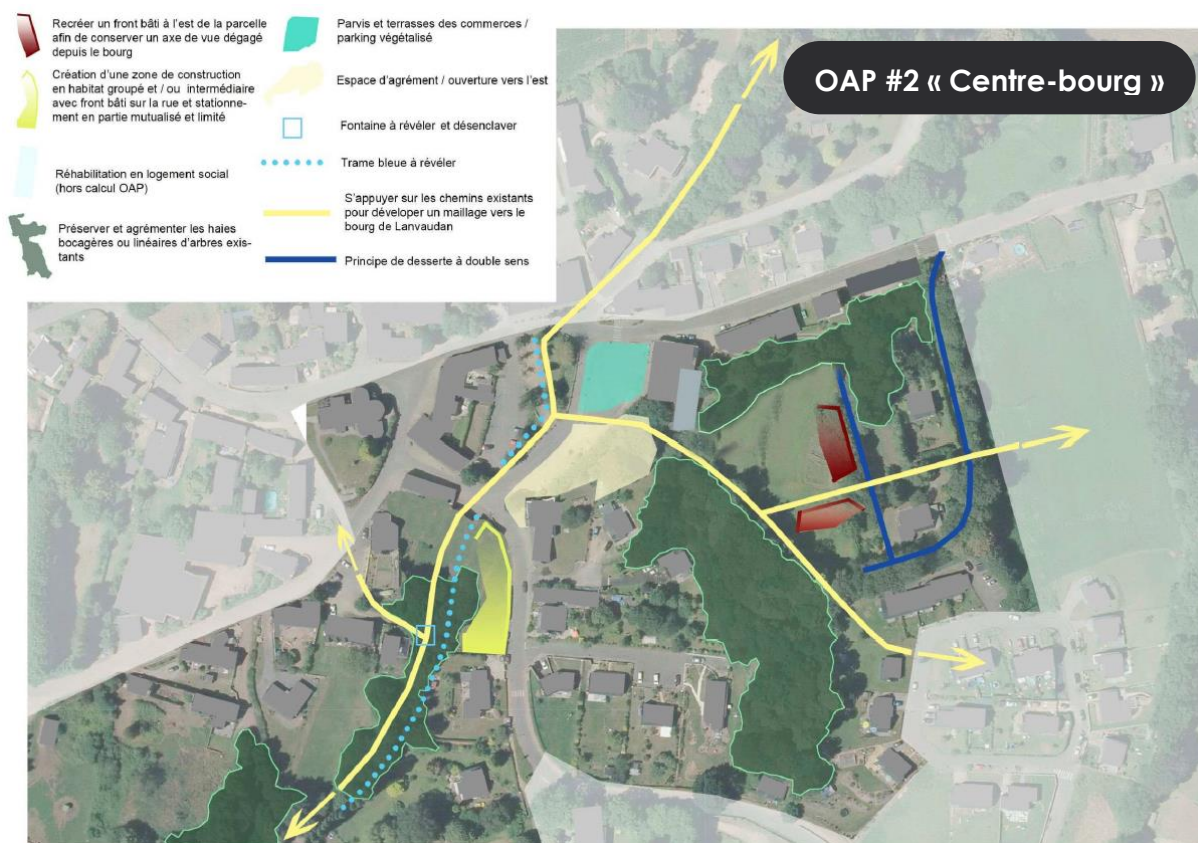 Recréer un front bâti à l'est de la parcelle
afin de conserver un axe de vue dégagé
depuis le bourg
Création d'une zone de construction
en habitat groupé et / ou  intermédiaire
avec front bâti sur la rue et stationne-
ment en partie mutualisé et limité
Réhabilitation en logement social
(hors calcul OAP)
Préserver et agrémenter les haies
bocagères ou linéaires d'arbres exis-
tants
Parvis et terrasses des commerces /
parking végétalisé
Espace d'agrément / ouverture vers l'est
Fontaine à révéler et désenclaver
Trame bleue à révéler
S'appuyer sur les chemins existants
pour déveloper un maillage vers le
bourg de Lanvaudan
Principe de desserte à double sens
OAP #2 « Centre-bourg »